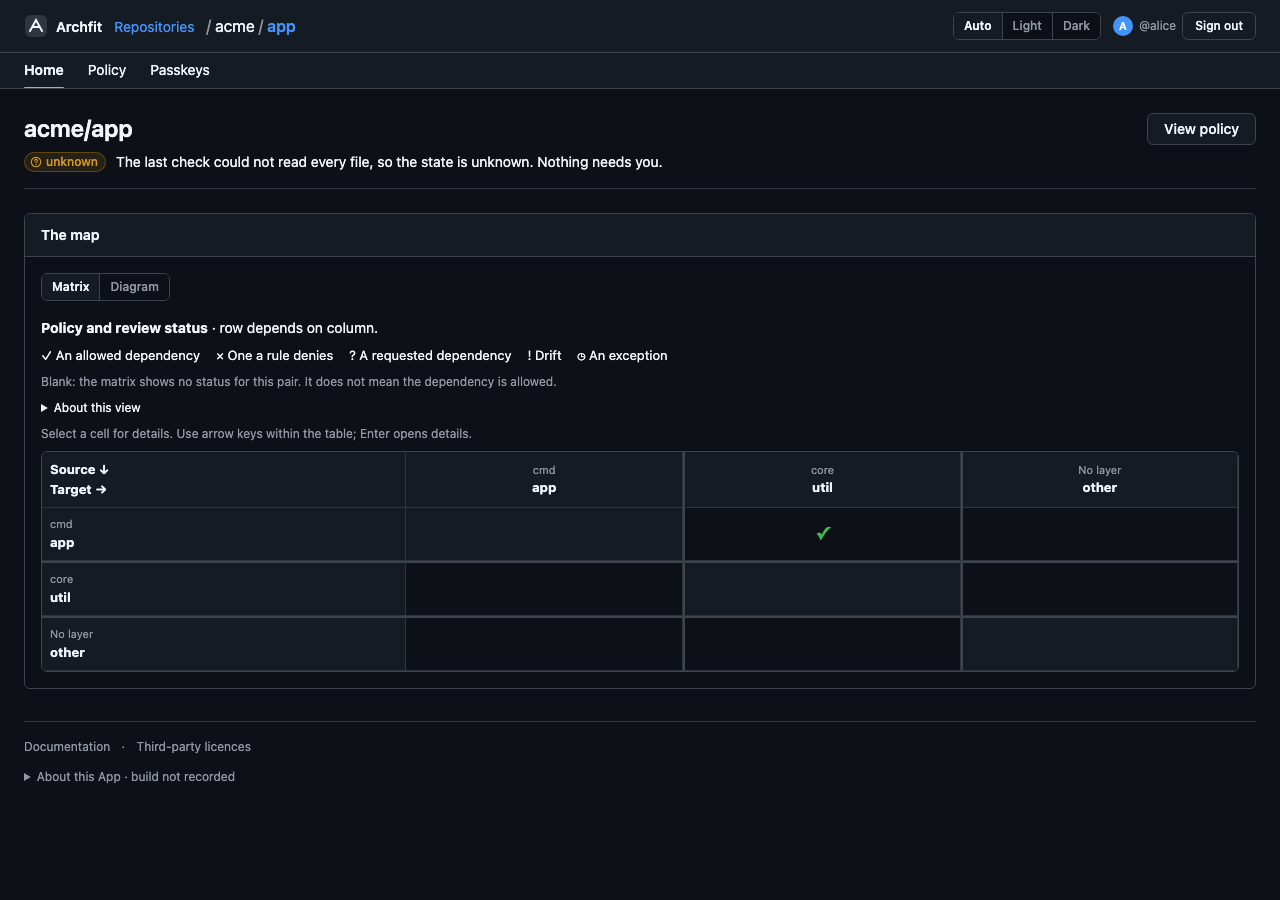 Archfit Repositories / acme / app
Auto Light Dark A @alice Sign out
Home Policy Passkeys
acme/app
View policy
unknown The last check could not read every file, so the state is unknown. Nothing needs you.
The map
Matrix Diagram
Policy and review status · row depends on column.
✓ An allowed dependency × One a rule denies ? A requested dependency ! Drift ◷ An exception
Blank: the matrix shows no status for this pair. It does not mean the dependency is allowed.
▶ About this view
Select a cell for details. Use arrow keys within the table; Enter opens details.
Source ↓
Target →
cmd
app
core
util
No layer
other
cmd
app
✓
core
util
No layer
other
Documentation · Third-party licences
▶ About this App · build not recorded